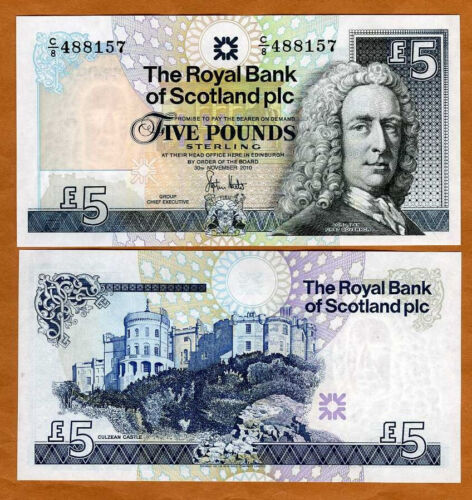 C/8 488157
C/8 488157
£5
The Royal Bank
of Scotland plc
PROMISE TO PAY THE BEARER ON DEMAND
FIVE POUNDS
STERLING
AT THEIR HEAD OFFICE HERE IN EDINBURGH
BY ORDER OF THE BOARD
30TH NOVEMBER 2010
GROUP
CHIEF EXECUTIVE
£5
FIRST GOVERNOR
The Royal Bank
of Scotland plc
CULZEAN CASTLE
£5
£5